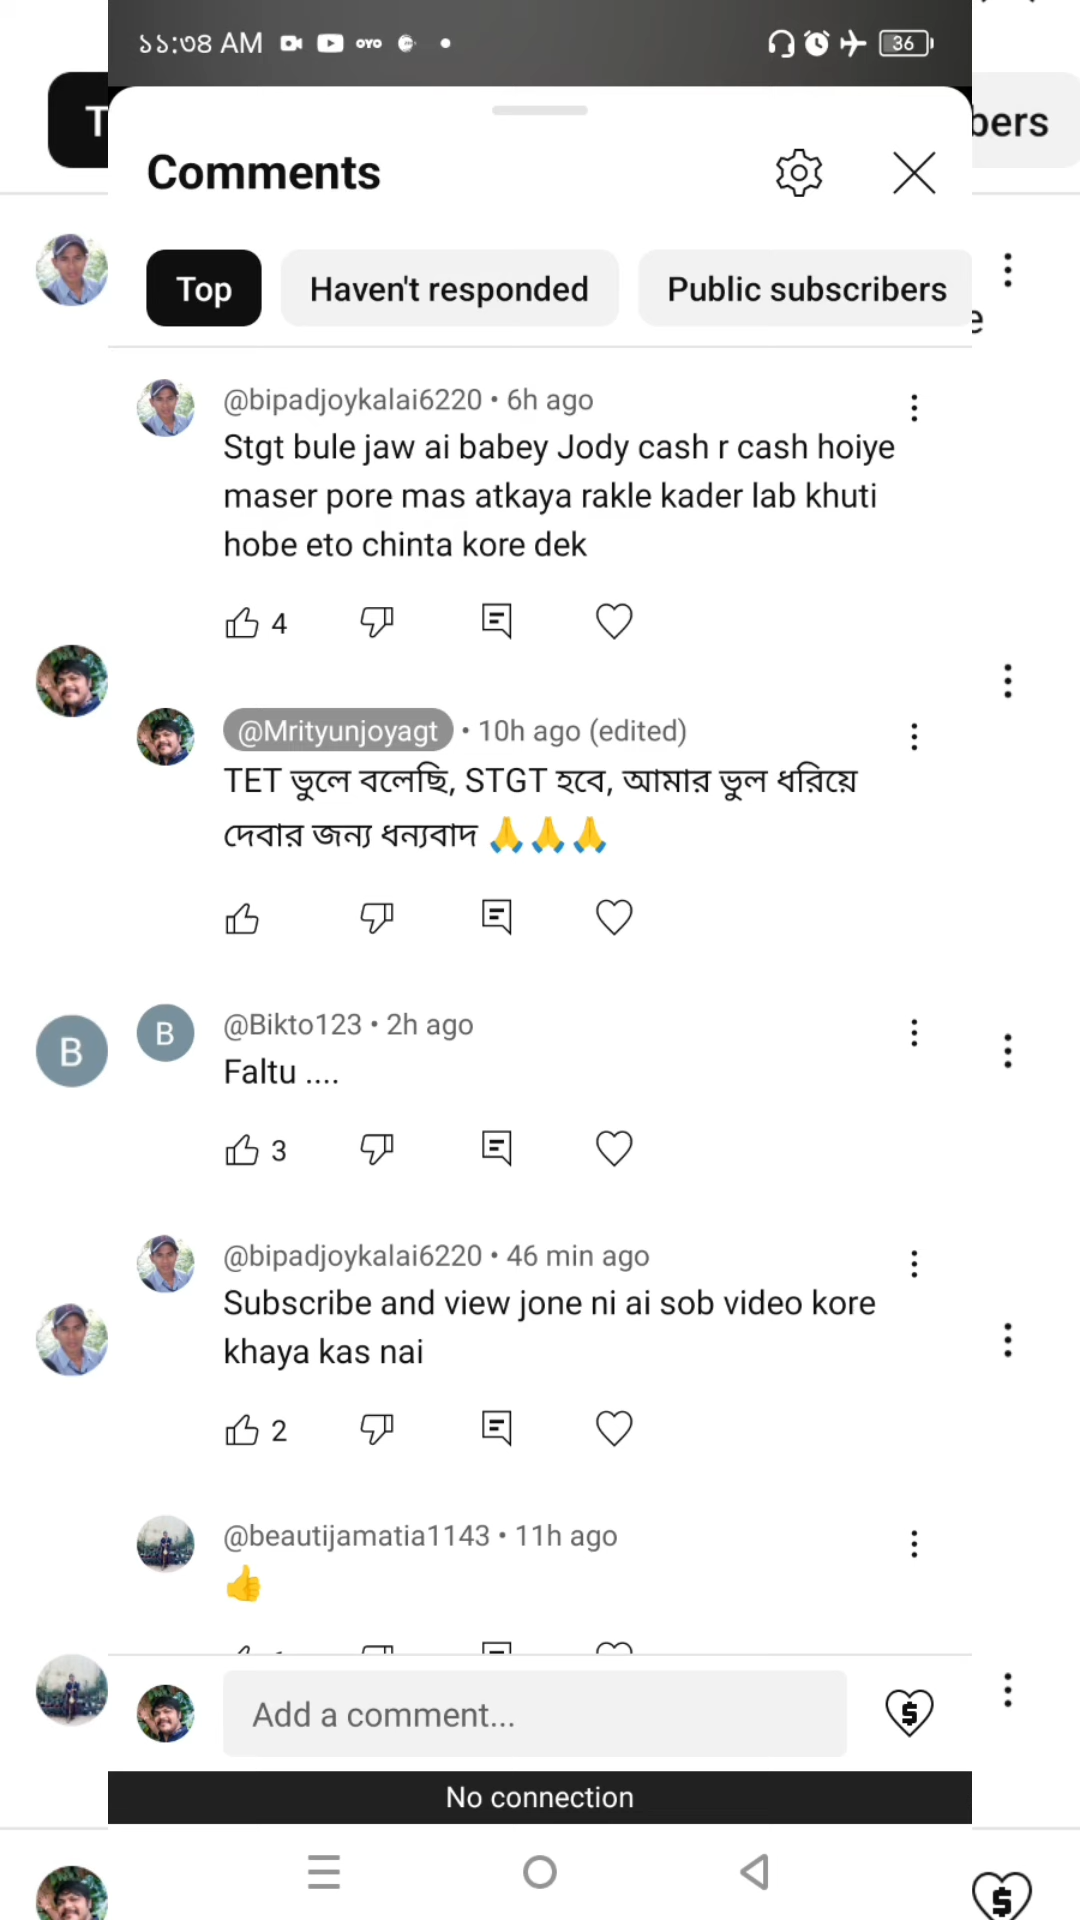 ১১:৩৪ AM
OYO
36
T
bers
Comments
Top
Haven't responded
Public subscribers
e
@bipadjoykalai6220 • 6h ago
Stgt bule jaw ai babey Jody cash r cash hoiye
maser pore mas atkaya rakle kader lab khuti
hobe eto chinta kore dek
4
@Mrityunjoyagt • 10h ago (edited)
TET ভুলে বলেছি, STGT হবে, আমার ভুল ধরিয়ে
দেবার জন্য ধন্যবাদ 🙏🙏🙏
B
B
@Bikto123 • 2h ago
Faltu ....
3
@bipadjoykalai6220 • 46 min ago
Subscribe and view jone ni ai sob video kore
khaya kas nai
2
@beautijamatia1143 • 11h ago
👍
Add a comment...
No connection